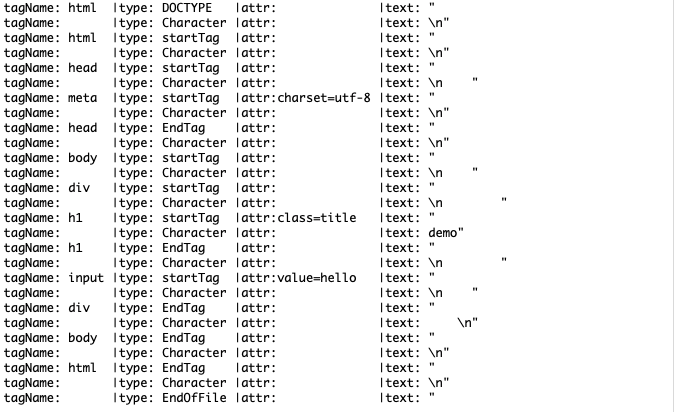 tagName: html  |type: DOCTYPE   |attr:              |text: "
tagName:       |type: Character |attr:              |text: \n"
tagName: html  |type: startTag  |attr:              |text: "
tagName:       |type: Character |attr:              |text: \n"
tagName: head  |type: startTag  |attr:              |text: "
tagName:       |type: Character |attr:              |text: \n    "
tagName: meta  |type: startTag  |attr:charset=utf-8 |text: "
tagName:       |type: Character |attr:              |text: \n"
tagName: head  |type: EndTag    |attr:              |text: "
tagName:       |type: Character |attr:              |text: \n"
tagName: body  |type: startTag  |attr:              |text: "
tagName:       |type: Character |attr:              |text: \n    "
tagName: div   |type: startTag  |attr:              |text: "
tagName:       |type: Character |attr:              |text: \n        "
tagName: h1    |type: startTag  |attr:class=title   |text: "
tagName:       |type: Character |attr:              |text: demo"
tagName: h1    |type: EndTag    |attr:              |text: "
tagName:       |type: Character |attr:              |text: \n        "
tagName: input |type: startTag  |attr:value=hello   |text: "
tagName:       |type: Character |attr:              |text: \n    "
tagName: div   |type: EndTag    |attr:              |text: "
tagName:       |type: Character |attr:              |text:     \n"
tagName: body  |type: EndTag    |attr:              |text: "
tagName:       |type: Character |attr:              |text: \n"
tagName: html  |type: EndTag    |attr:              |text: "
tagName:       |type: Character |attr:              |text: \n"
tagName:       |type: EndOfFile |attr:              |text: "